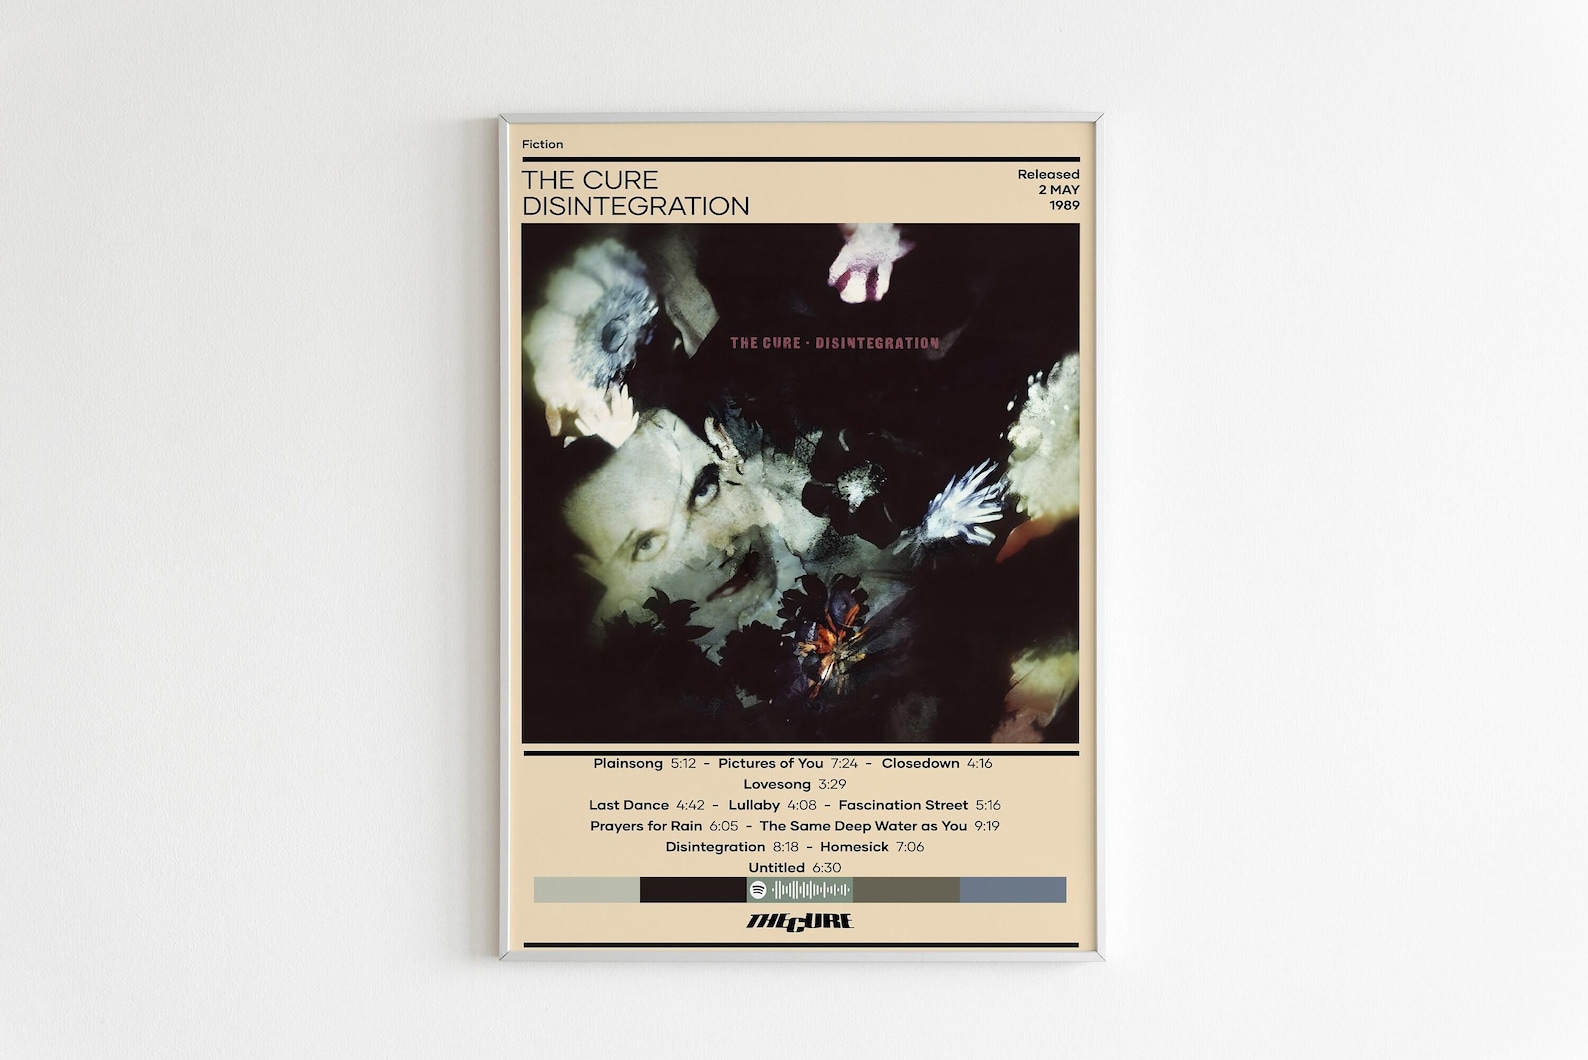 Fiction
THE CURE
DISINTEGRATION
Released
2 MAY
1989
THE CURE · DISINTEGRATION
Plainsong 5:12 - Pictures of You 7:24 - Closedown 4:16
Lovesong 3:29
Last Dance 4:42 - Lullaby 4:08 - Fascination Street 5:16
Prayers for Rain 6:05 - The Same Deep Water as You 9:19
Disintegration 8:18 - Homesick 7:06
Untitled 6:30
THE CURE